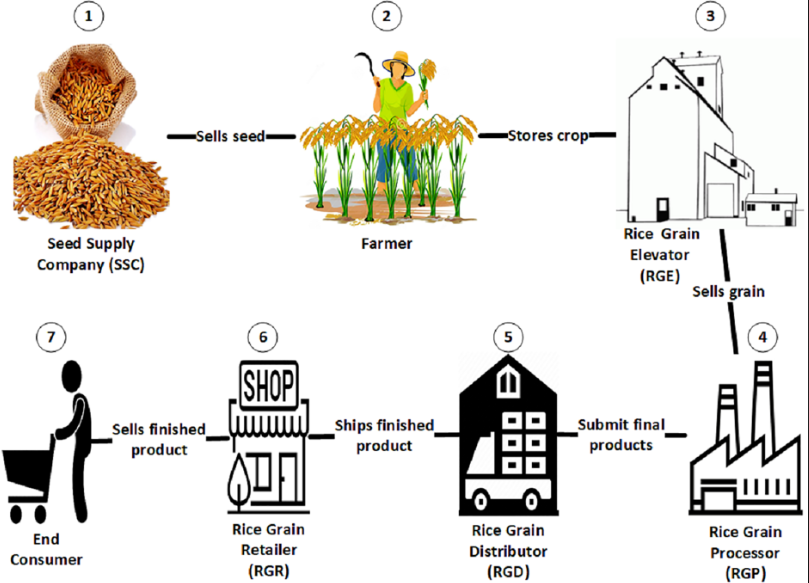 1
2
3
Sells seed
Stores crop
Seed Supply
Company (SSC)
Farmer
Rice Grain
Elevator
(RGE)
Sells grain
7
6
5
4
SHOP
Sells finished
product
Ships finished
product
Submit final
products
End
Consumer
Rice Grain
Retailer
(RGR)
Rice Grain
Distributor
(RGD)
Rice Grain
Processor
(RGP)